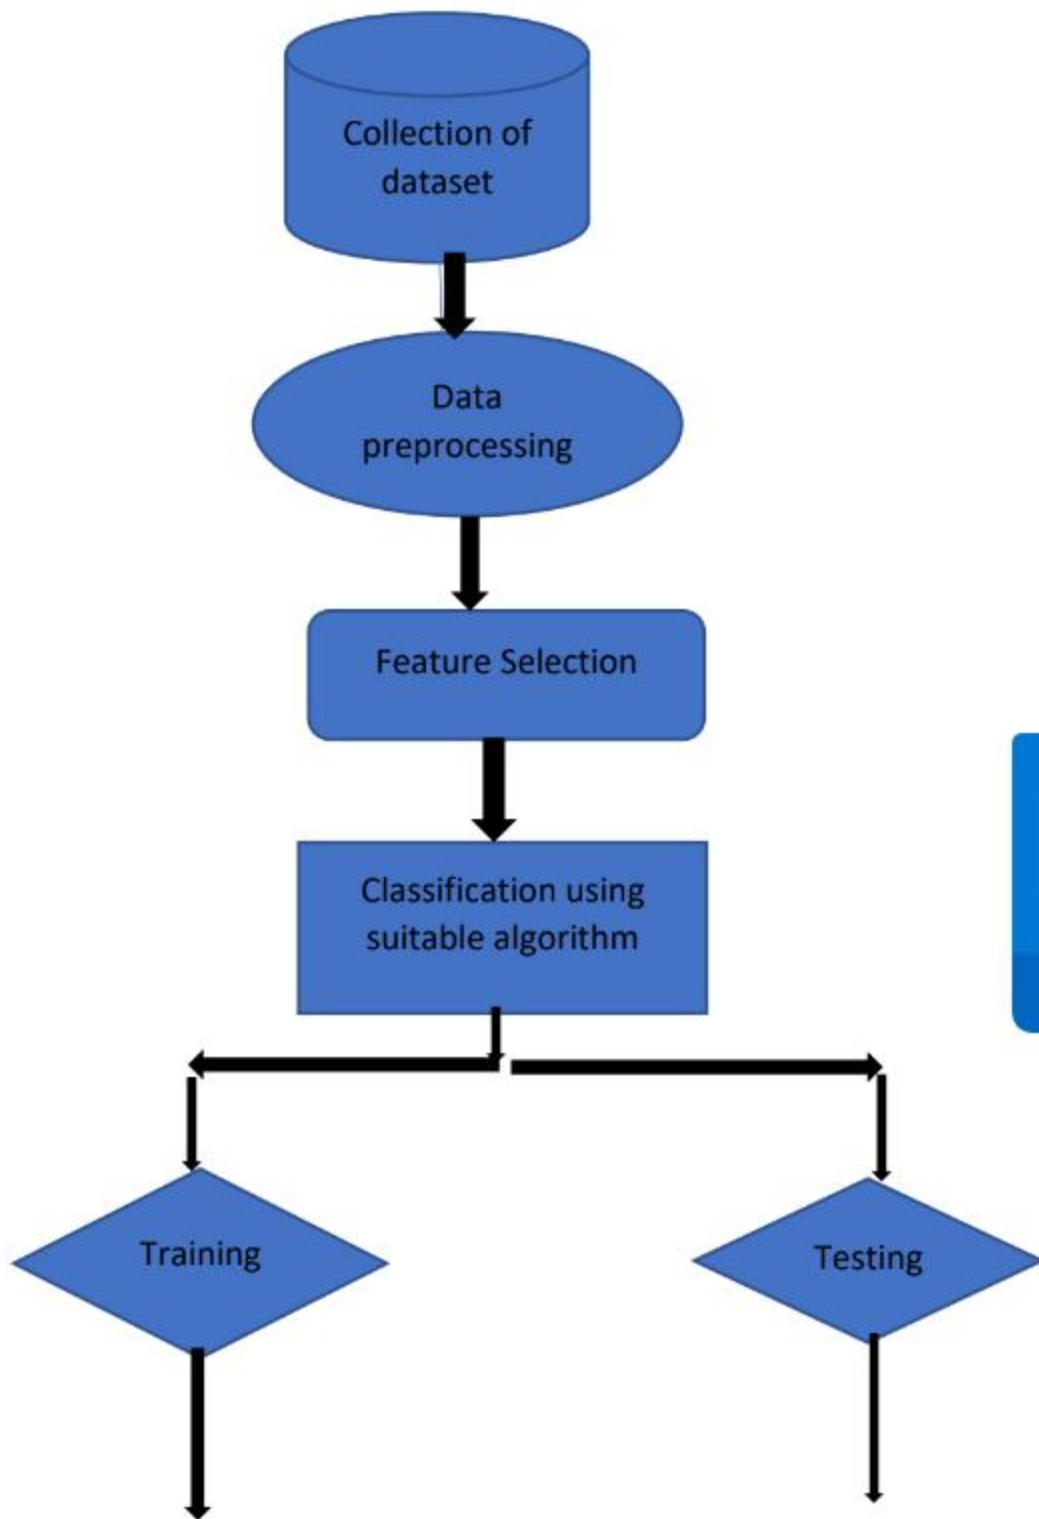 Collection of
dataset
Data
preprocessing
Feature Selection
Classification using
suitable algorithm
Training
Testing